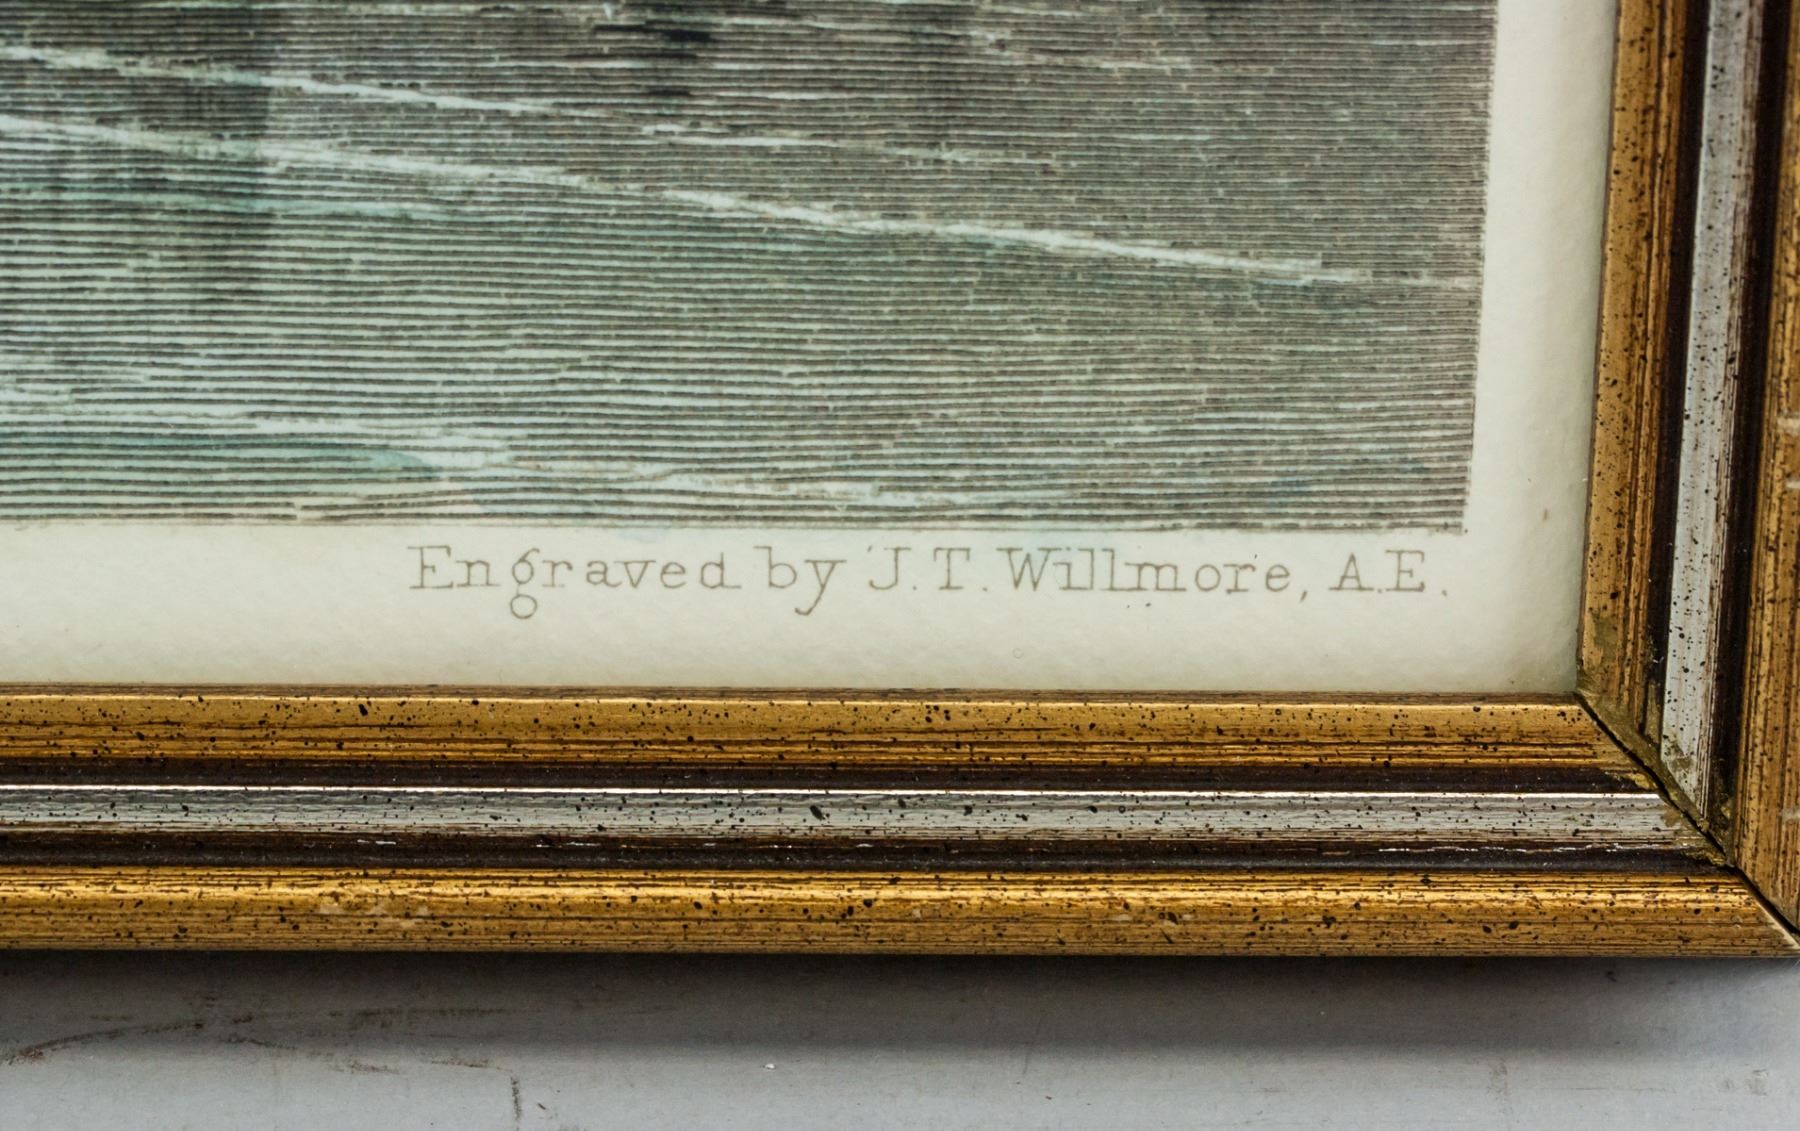 Engraved by J. T. Willmore, A.E.